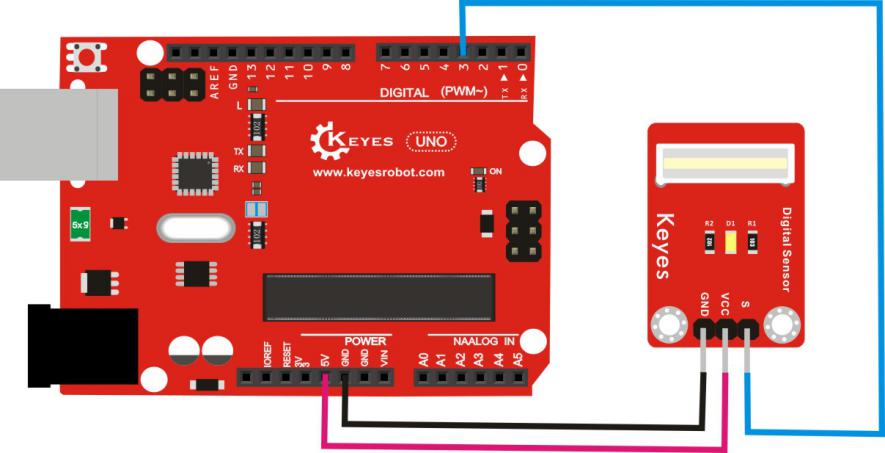 AREF
GND
13
12
11
10
9
8
7
6
5
4
3
2
TX ▶ 1
RX ▶ 0
DIGITAL (PWM~)
L
102
TX
RX
KEYES UNO
www.keyesrobot.com
ON
5x9
102
POWER
NAALOG IN
IOREF
RESET
3V3
5V
GND
GND
VIN
A0
A1
A2
A3
A4
A5
Keyes
Digital Sensor
R2
D1
R1
GND
VCC
S